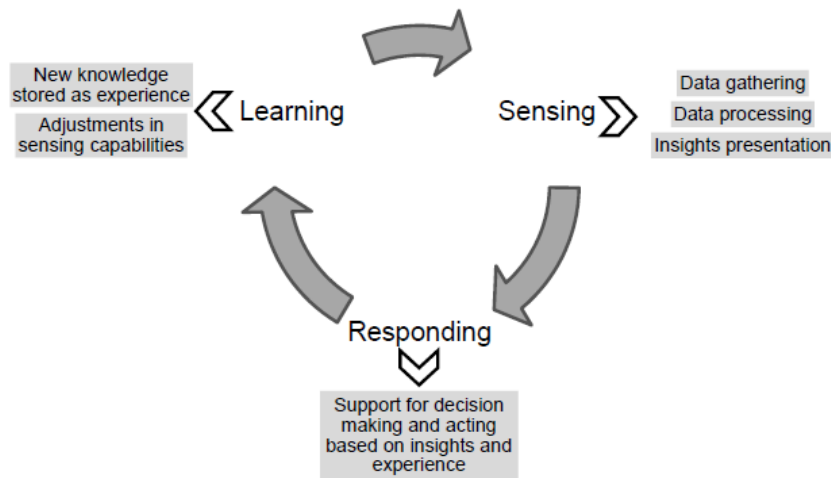 New knowledge
stored as experience
Adjustments in
sensing capabilities
Learning
Sensing
Data gathering
Data processing
Insights presentation
Responding
Support for decision
making and acting
based on insights and
experience